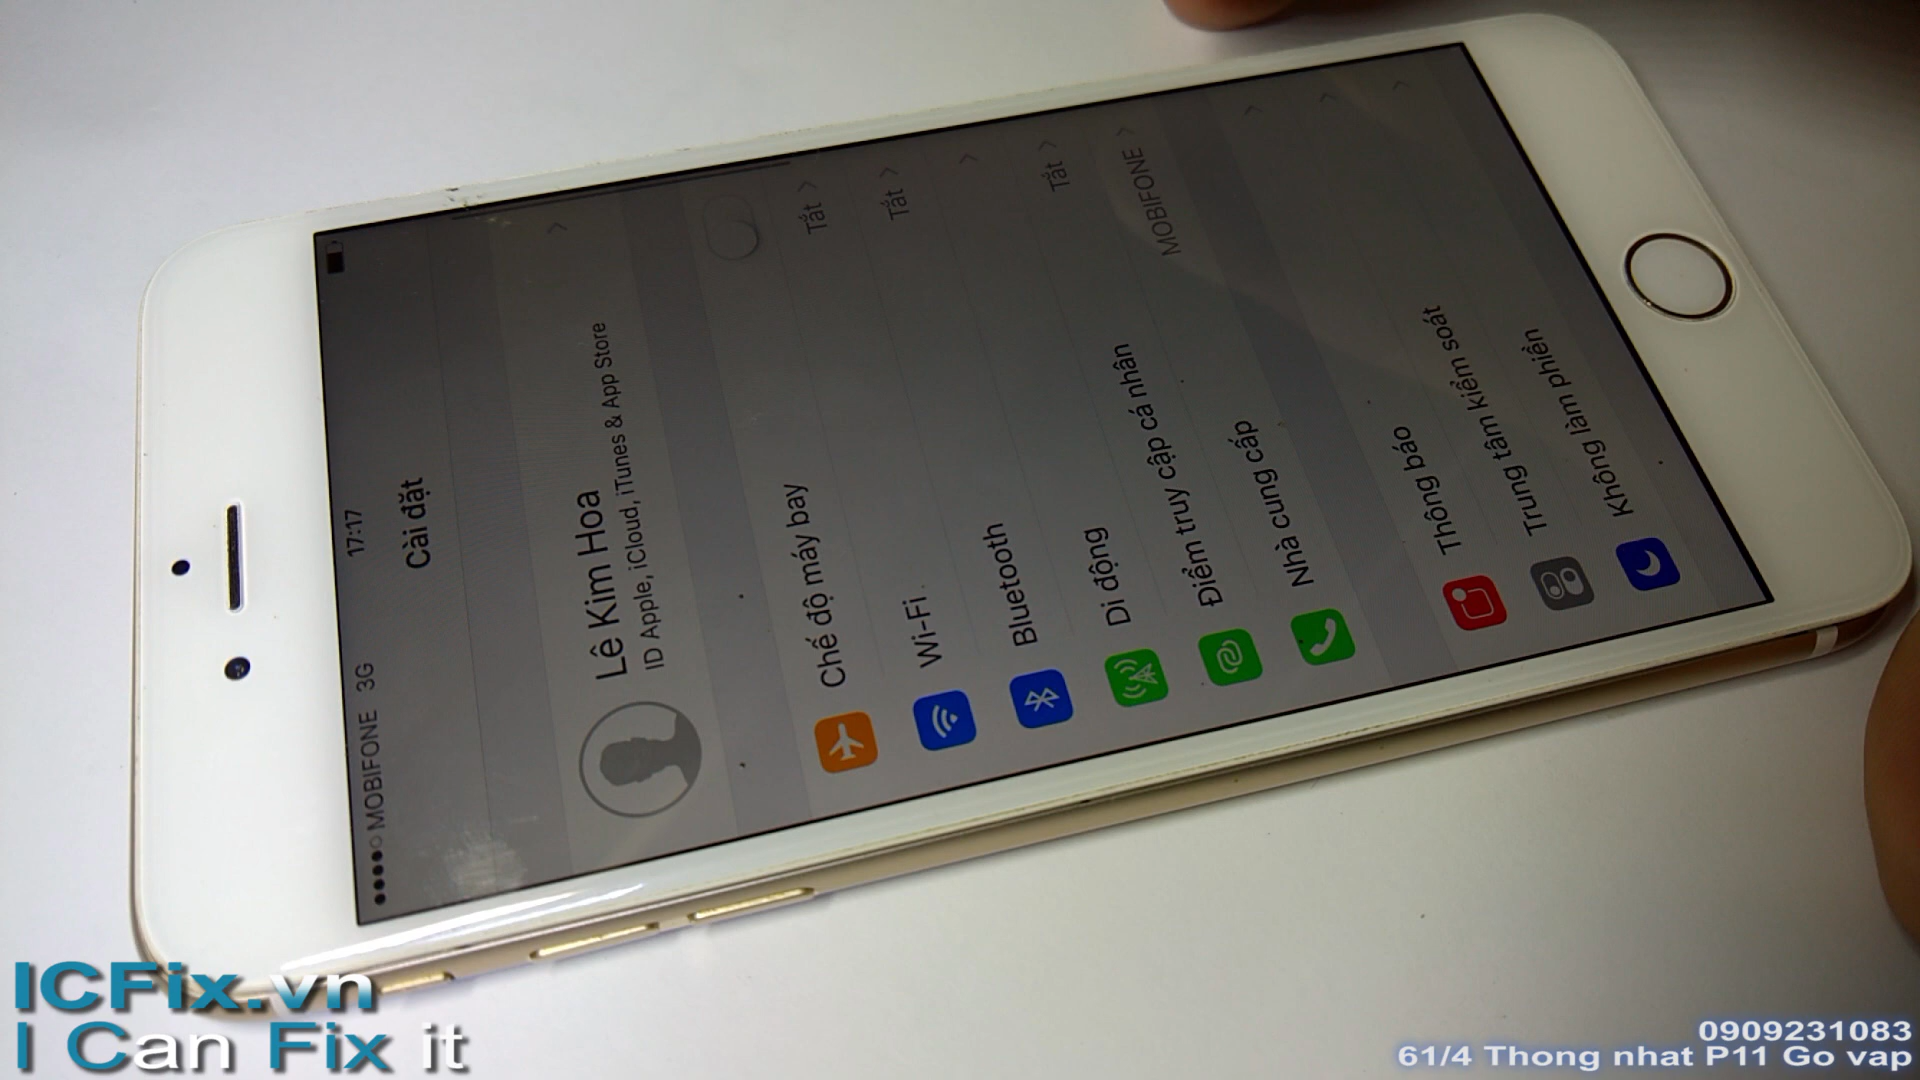 ●●●●○ MOBIFONE 3G 17:17
Cài đặt
Lê Kim Hoa
ID Apple, iCloud, iTunes & App Store
Chế độ máy bay
Wi-Fi Tắt
Bluetooth Tắt
Di động
Điểm truy cập cá nhân Tắt
Nhà cung cấp MOBIFONE
Thông báo
Trung tâm kiểm soát
Không làm phiền
ICFix.vn
I Can Fix it
0909231083
61/4 Thong nhat P11 Go vap